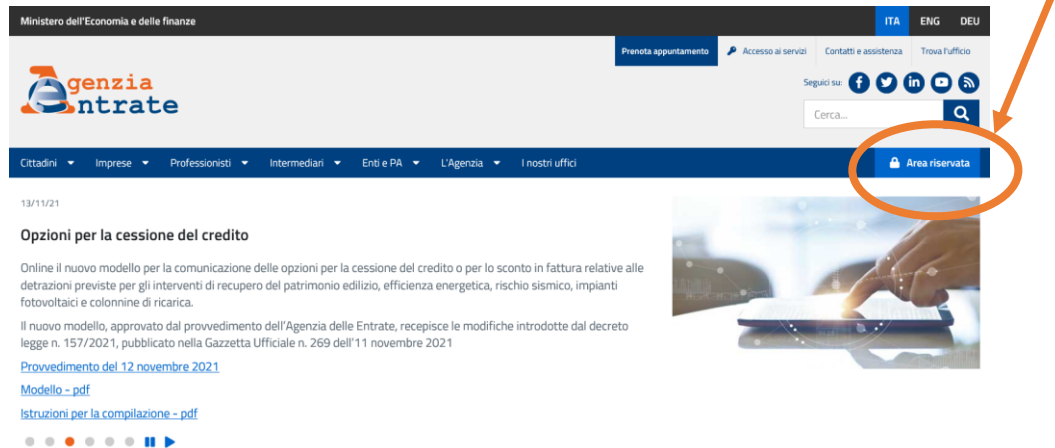 Ministero dell'Economia e delle finanze
ITA ENG DEU
Prenota appuntamento Accesso ai servizi Contatti e assistenza Trova l'ufficio
Agenzia
Entrate
Seguici su:
Cerca...
Cittadini Imprese Professionisti Intermediari Enti e PA L'Agenzia I nostri uffici Area riservata
13/11/21
Opzioni per la cessione del credito
Online il nuovo modello per la comunicazione delle opzioni per la cessione del credito o per lo sconto in fattura relative alle
detrazioni previste per gli interventi di recupero del patrimonio edilizio, efficienza energetica, rischio sismico, impianti
fotovoltaici e colonnine di ricarica.
Il nuovo modello, approvato dal provvedimento dell'Agenzia delle Entrate, recepisce le modifiche introdotte dal decreto
legge n. 157/2021, pubblicato nella Gazzetta Ufficiale n. 269 dell'11 novembre 2021
Provvedimento del 12 novembre 2021
Modello - pdf
Istruzioni per la compilazione - pdf